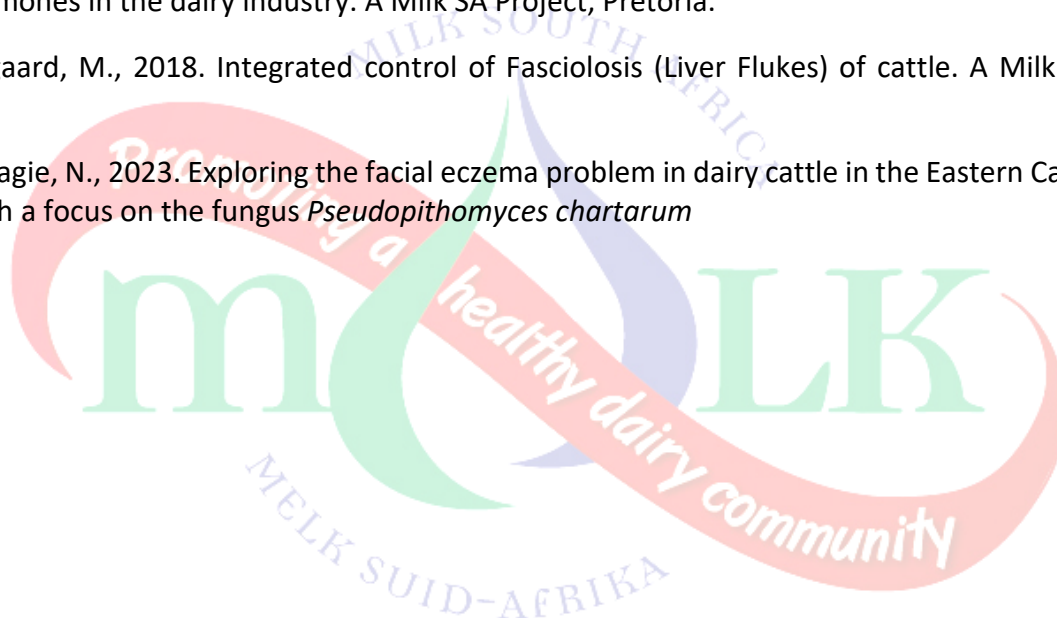 mones in the dairy industry. A Milk SA Project, Pretoria.
MILK SOUTH AFRICA
gaard, M., 2018. Integrated control of Fasciolosis (Liver Flukes) of cattle. A Milk
agie, N., 2023. Exploring the facial eczema problem in dairy cattle in the Eastern Ca
h a focus on the fungus Pseudopithomyces chartarum
Promoting a healthy dairy community
mLK
MELK SUID-AFRIKA